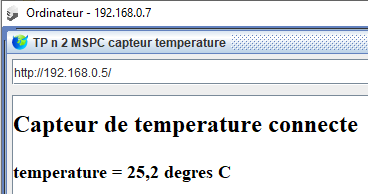 Ordinateur - 192.168.0.7
TP n 2 MSPC capteur temperature
http://192.168.0.5/
Capteur de temperature connecte
temperature = 25,2 degres C